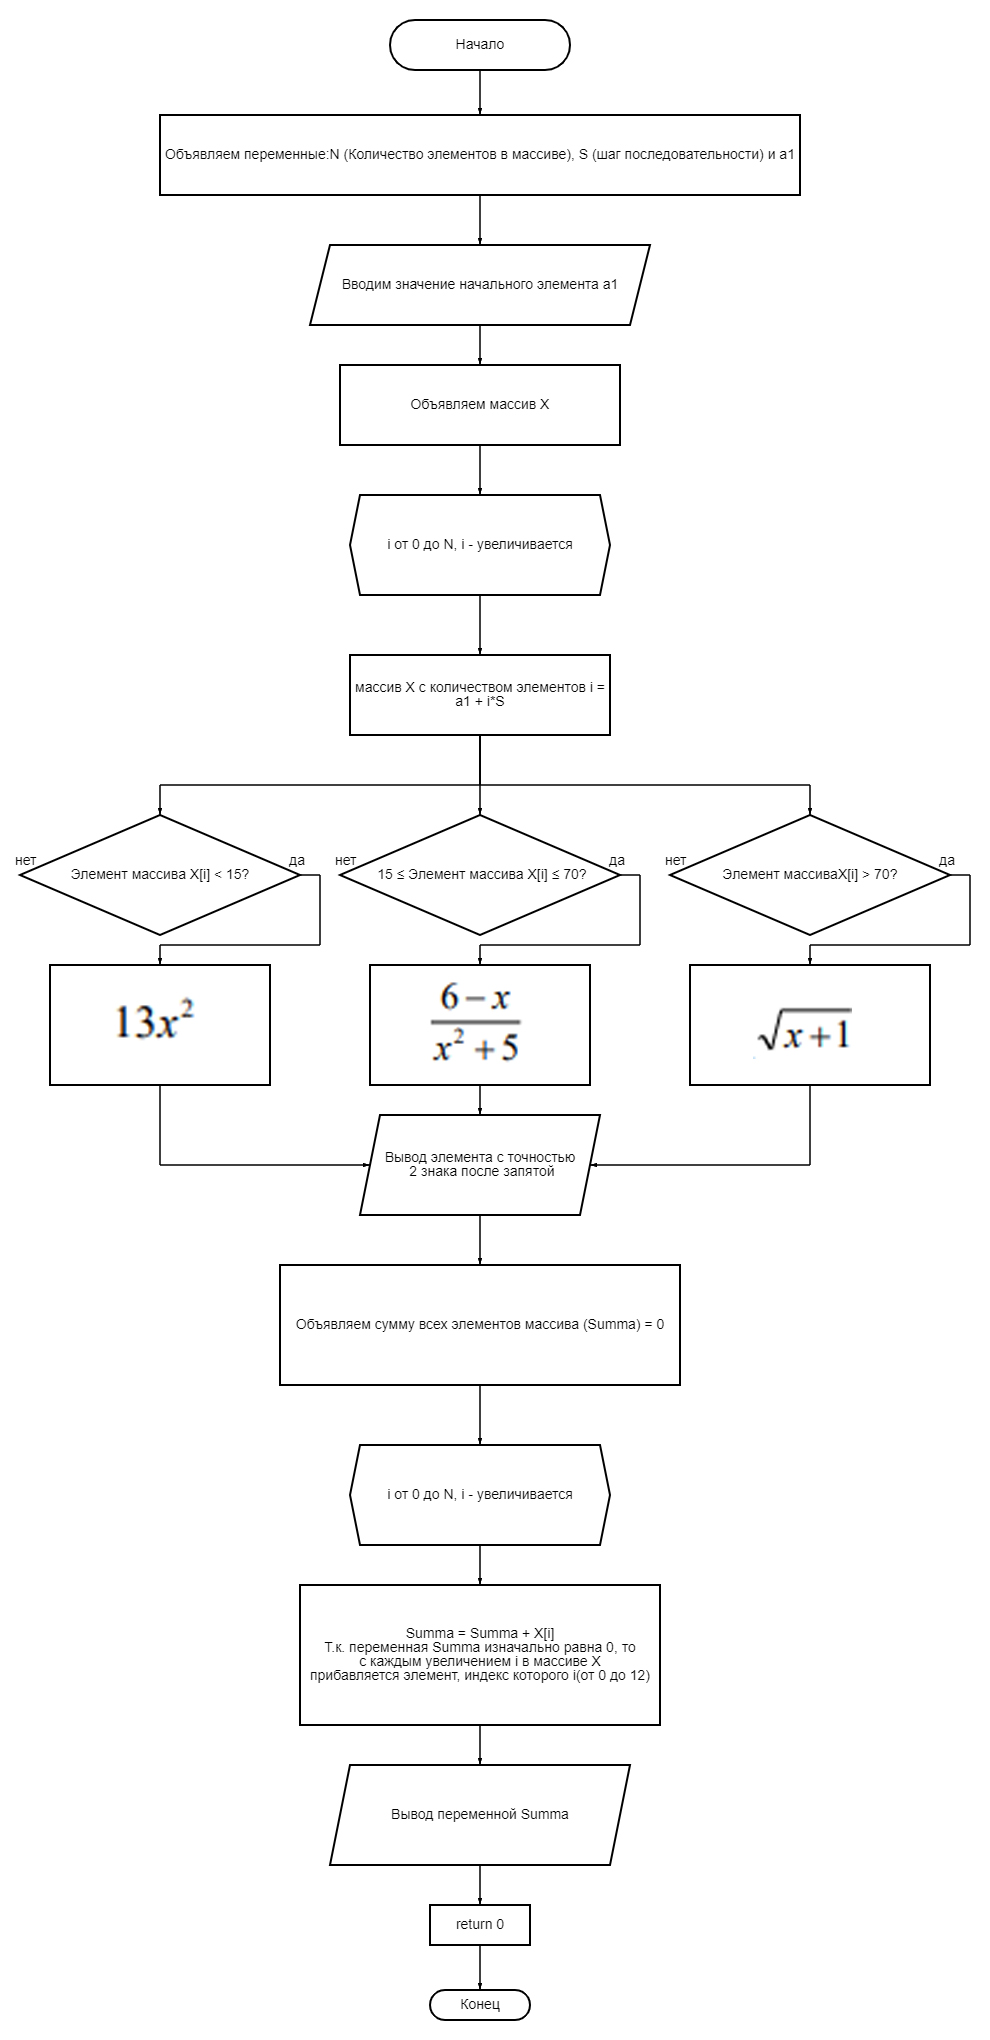 Начало
Объявляем переменные:N (Количество элементов в массиве), S (шаг последовательности) и a1
Вводим значение начального элемента a1
Объявляем массив X
i от 0 до N, i - увеличивается
массив X с количеством элементов i =
a1 + i*S
нет
Элемент массива X[i] < 15?
да
нет
15 ≤ Элемент массива X[i] ≤ 70?
да
нет
Элемент массиваX[i] > 70?
да
13x²
6 − x
x² + 5
√x + 1
Вывод элемента с точностью
2 знака после запятой
Объявляем сумму всех элементов массива (Summa) = 0
i от 0 до N, i - увеличивается
Summa = Summa + X[i]
Т.к. переменная Summa изначально равна 0, то
с каждым увеличением i в массиве X
прибавляется элемент, индекс которого i(от 0 до 12)
Вывод переменной Summa
return 0
Конец